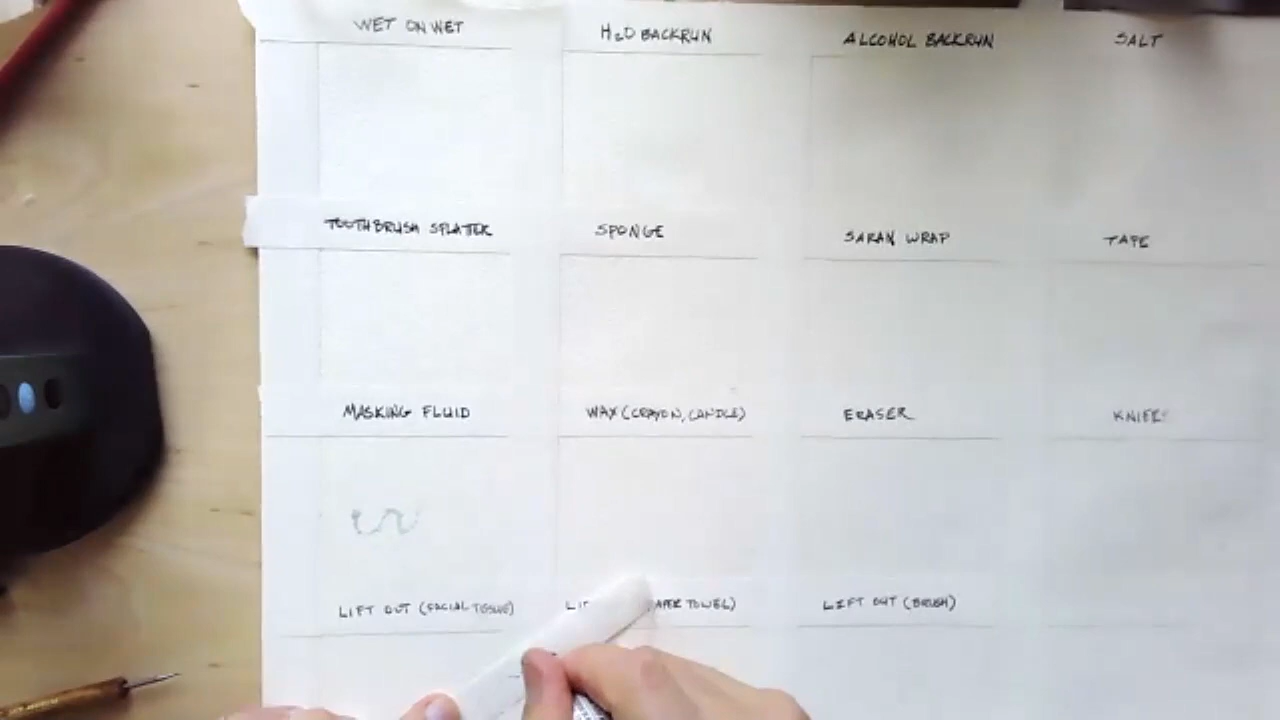 WET ON WET
H2O BACKRUN
ALCOHOL BACKRUN
SALT
TOOTHBRUSH SPLATTER
SPONGE
SARAN WRAP
TAPE
MASKING FLUID
WAX (CRAYON, CANDLE)
ERASER
KNIFE
LIFT OUT (FACIAL TISSUE)
TOWEL)
LIFT OUT (BRUSH)